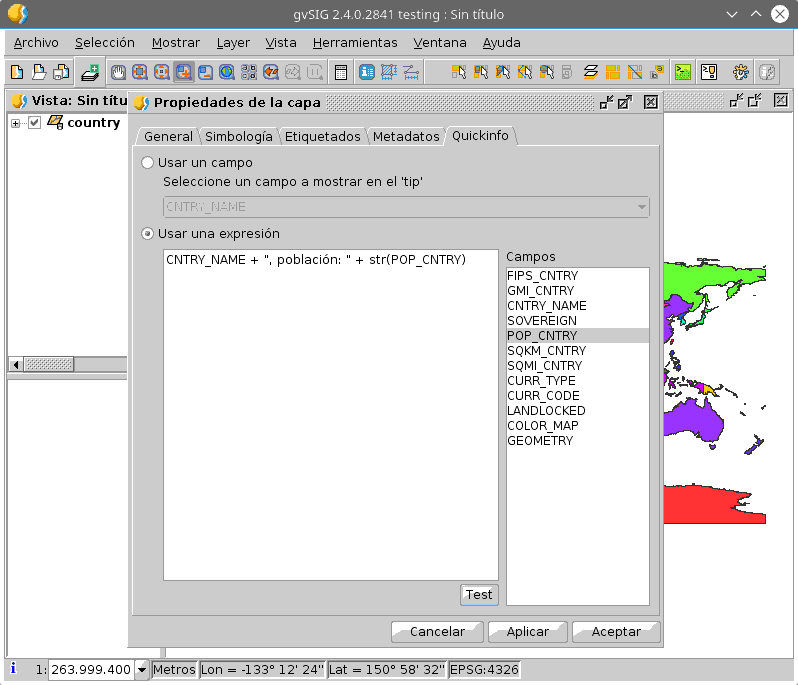 gvSIG 2.4.0.2841 testing : Sin título
Archivo Selección Mostrar Layer Vista Herramientas Ventana Ayuda
Vista: Sin títu
Propiedades de la capa
country
General Simbología Etiquetados Metadatos Quickinfo
Usar un campo
Seleccione un campo a mostrar en el 'tip'
CNTRY_NAME
Usar una expresión
CNTRY_NAME + ", población: " + str(POP_CNTRY)
Campos
FIPS_CNTRY
GMI_CNTRY
CNTRY_NAME
SOVEREIGN
POP_CNTRY
SQKM_CNTRY
SQMI_CNTRY
CURR_TYPE
CURR_CODE
LANDLOCKED
COLOR_MAP
GEOMETRY
Test
Cancelar Aplicar Aceptar
1: 263.999.400 Metros Lon = -133° 12' 24" Lat = 150° 58' 32" EPSG:4326